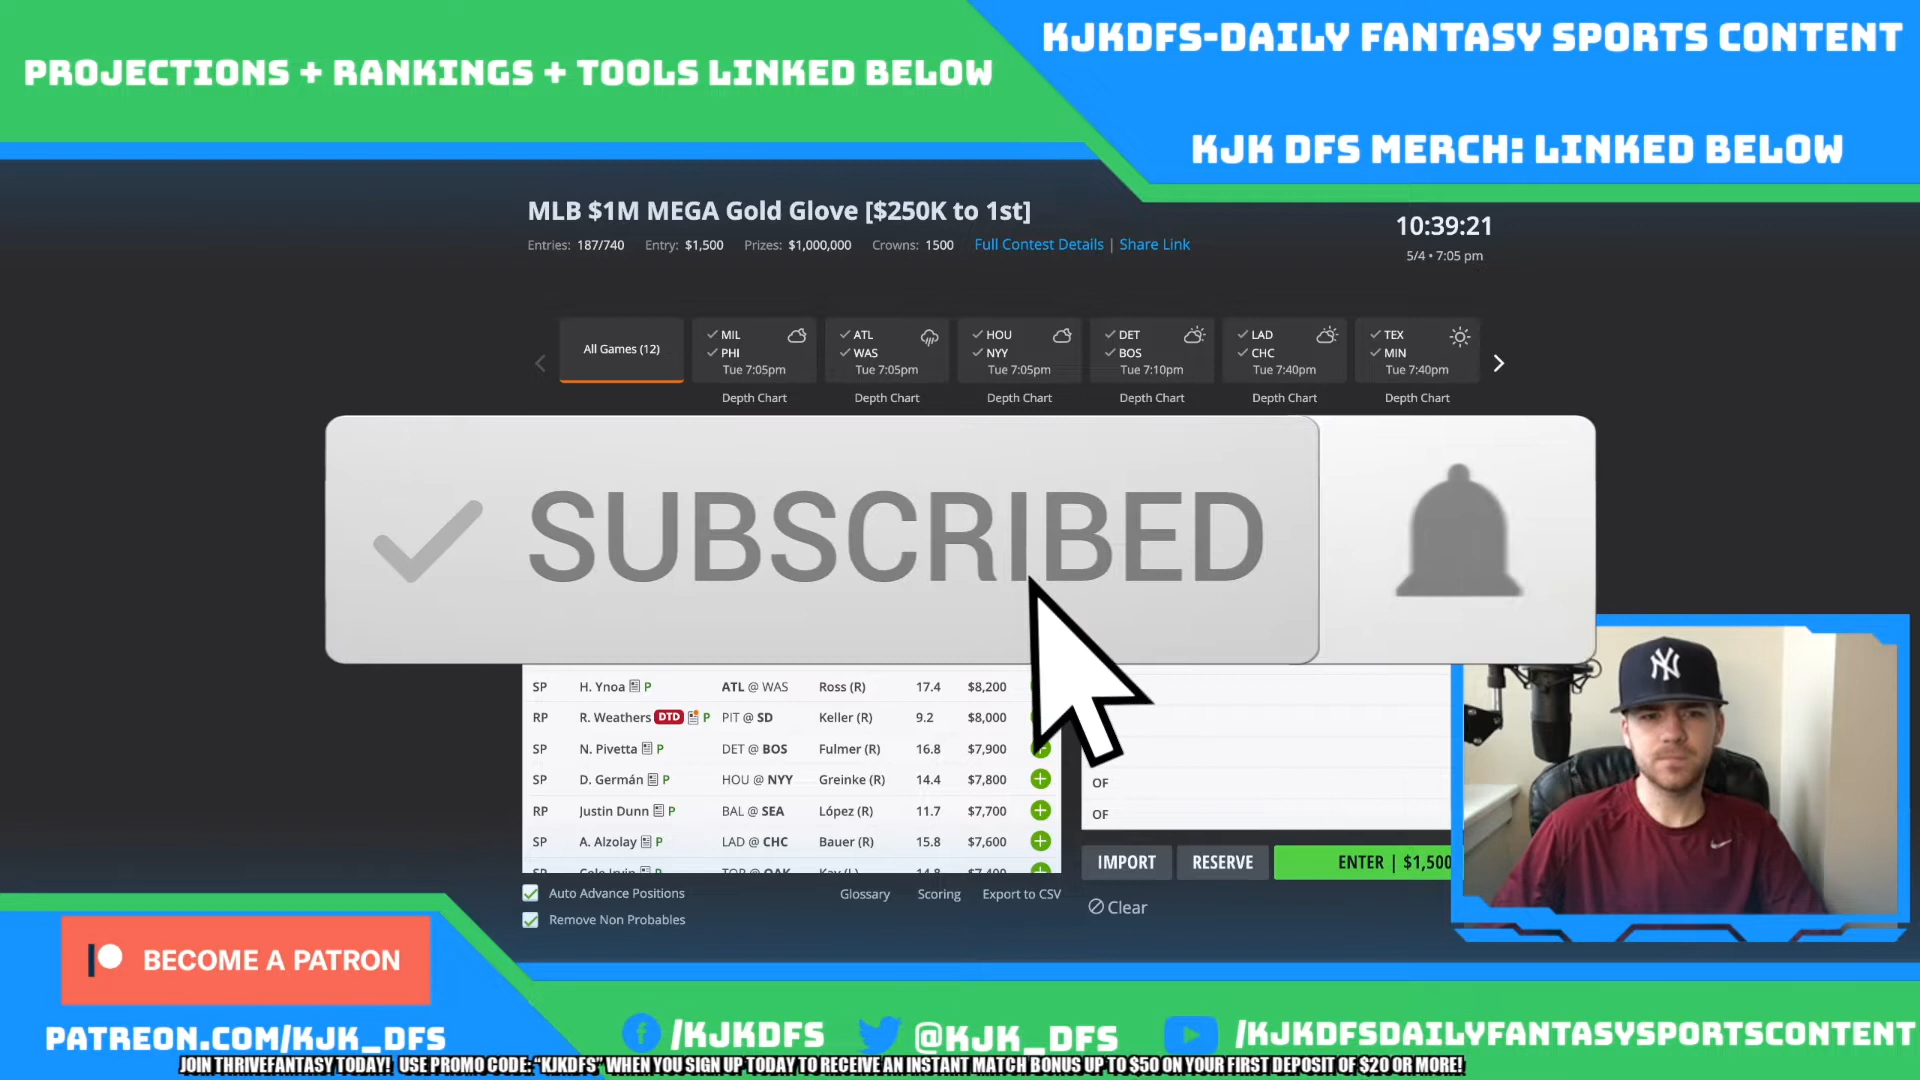 PROJECTIONS + RANKINGS + TOOLS LINKED BELOW
KJKDFS-DAILY FANTASY SPORTS CONTENT
KJK DFS MERCH: LINKED BELOW
MLB $1M MEGA Gold Glove [$250K to 1st]
Entries: 187/740 Entry: $1,500 Prizes: $1,000,000 Crowns: 1500 Full Contest Details | Share Link
10:39:21
5/4 • 7:05 pm
All Games (12)
MIL
PHI
Tue 7:05pm
Depth Chart
ATL
WAS
Tue 7:05pm
Depth Chart
HOU
NYY
Tue 7:05pm
Depth Chart
DET
BOS
Tue 7:10pm
Depth Chart
LAD
CHC
Tue 7:40pm
Depth Chart
TEX
MIN
Tue 7:40pm
Depth Chart
SUBSCRIBED
SP H. Ynoa P ATL @ WAS Ross (R) 17.4 $8,200
RP R. Weathers DTD P PIT @ SD Keller (R) 9.2 $8,000
SP N. Pivetta P DET @ BOS Fulmer (R) 16.8 $7,900
SP D. Germán P HOU @ NYY Greinke (R) 14.4 $7,800
RP Justin Dunn P BAL @ SEA López (R) 11.7 $7,700
SP A. Alzolay P LAD @ CHC Bauer (R) 15.8 $7,600
OF
OF
IMPORT RESERVE ENTER | $1,500
Auto Advance Positions Glossary Scoring Export to CSV
Remove Non Probables
Clear
NY
BECOME A PATRON
PATREON.COM/KJK_DFS
/KJKDFS @KJK_DFS /KJKDFSDAILYFANTASYSPORTSCONTENT
JOIN THRIVEFANTASY TODAY! USE PROMO CODE: "KJKDFS" WHEN YOU SIGN UP TODAY TO RECEIVE AN INSTANT MATCH BONUS UP TO $50 ON YOUR FIRST DEPOSIT OF $20 OR MORE!